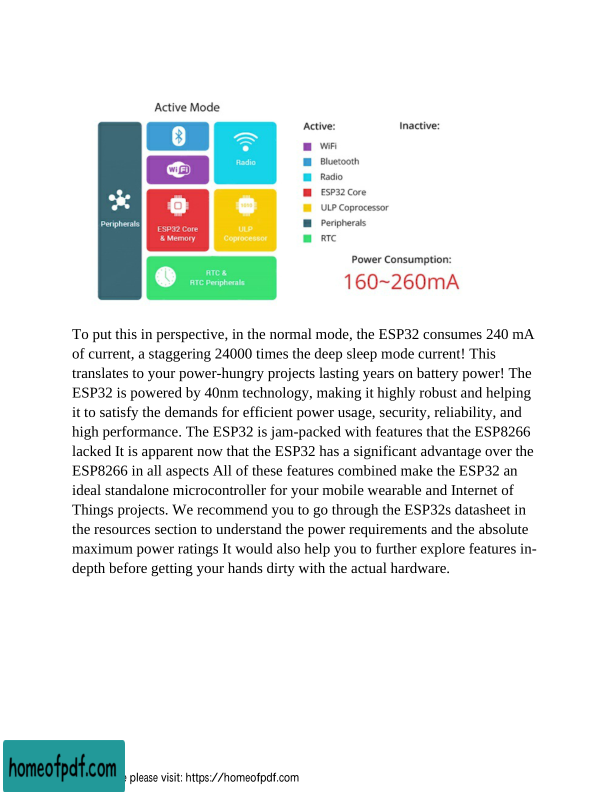 Active Mode
Active:
Inactive:
Peripherals
WiFi
Radio
ESP32 Core
& Memory
ULP
Coprocessor
RTC &
RTC Peripherals
WiFi
Bluetooth
Radio
ESP32 Core
ULP Coprocessor
Peripherals
RTC
Power Consumption:
160~260mA
To put this in perspective, in the normal mode, the ESP32 consumes 240 mA
of current, a staggering 24000 times the deep sleep mode current! This
translates to your power-hungry projects lasting years on battery power! The
ESP32 is powered by 40nm technology, making it highly robust and helping
it to satisfy the demands for efficient power usage, security, reliability, and
high performance. The ESP32 is jam-packed with features that the ESP8266
lacked It is apparent now that the ESP32 has a significant advantage over the
ESP8266 in all aspects All of these features combined make the ESP32 an
ideal standalone microcontroller for your mobile wearable and Internet of
Things projects. We recommend you to go through the ESP32s datasheet in
the resources section to understand the power requirements and the absolute
maximum power ratings It would also help you to further explore features in-
depth before getting your hands dirty with the actual hardware.
homeofpdf.com
please visit: https://homeofpdf.com